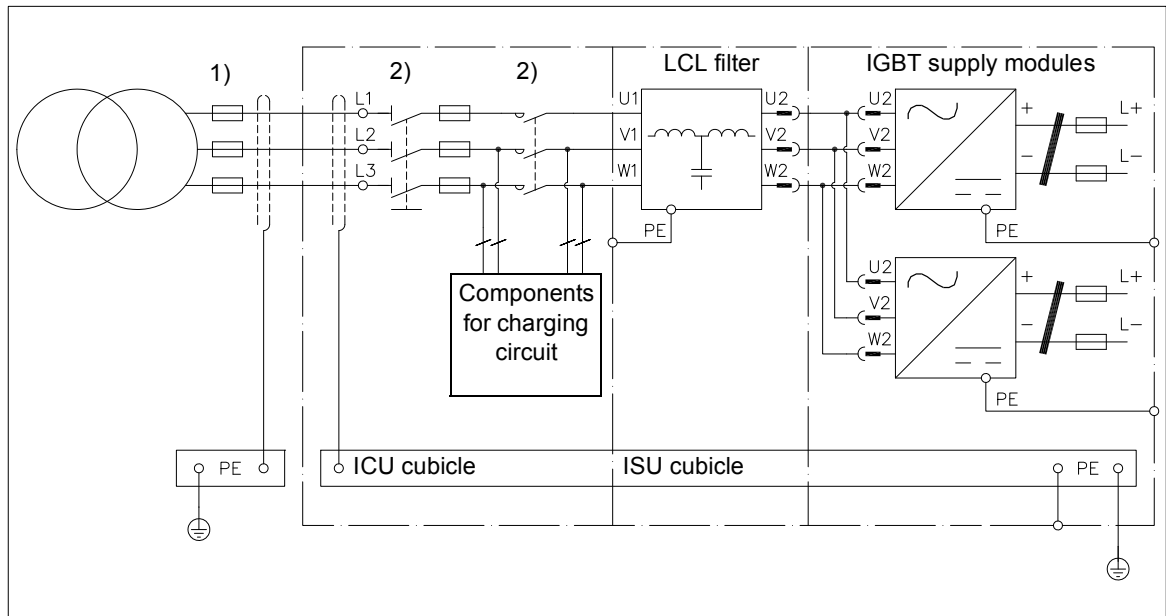 1)
2)
2)
LCL filter
IGBT supply modules
L1
L2
L3
U1
V1
W1
U2
V2
W2
U2
V2
W2
+
-
L+
L-
PE
PE
Components
for charging
circuit
U2
V2
W2
+
-
L+
L-
PE
PE
ICU cubicle
ISU cubicle
PE